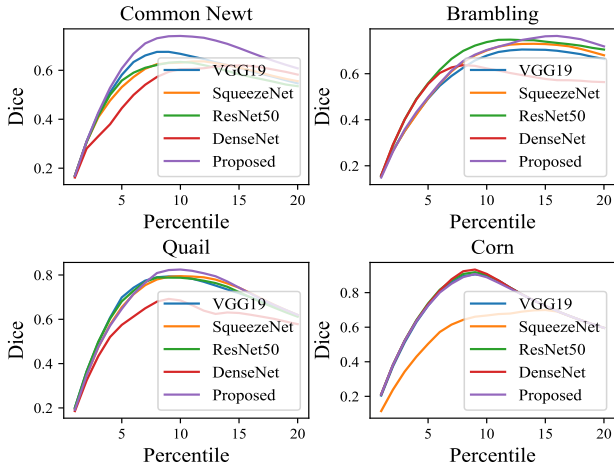 Common Newt
Dice
0.6
0.4
0.2
VGG19
SqueezeNet
ResNet50
DenseNet
Proposed
5
10
15
20
Percentile
Brambling
Dice
0.6
0.4
0.2
VGG19
SqueezeNet
ResNet50
DenseNet
Proposed
5
10
15
20
Percentile
Quail
Dice
0.8
0.6
0.4
0.2
VGG19
SqueezeNet
ResNet50
DenseNet
Proposed
5
10
15
20
Percentile
Corn
Dice
0.8
0.6
0.4
0.2
VGG19
SqueezeNet
ResNet50
DenseNet
Proposed
5
10
15
20
Percentile